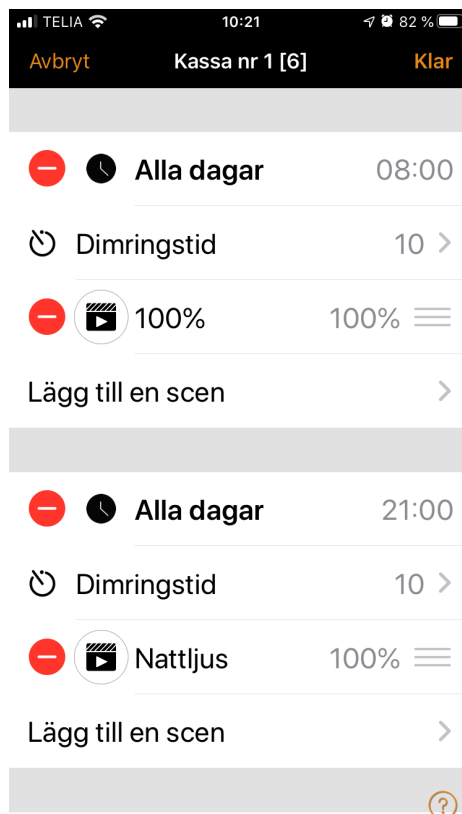 TELIA 10:21 82 %
Avbryt Kassa nr 1 [6] Klar
Alla dagar 08:00
Dimringstid 10
100% 100%
Lägg till en scen
Alla dagar 21:00
Dimringstid 10
Nattljus 100%
Lägg till en scen
?